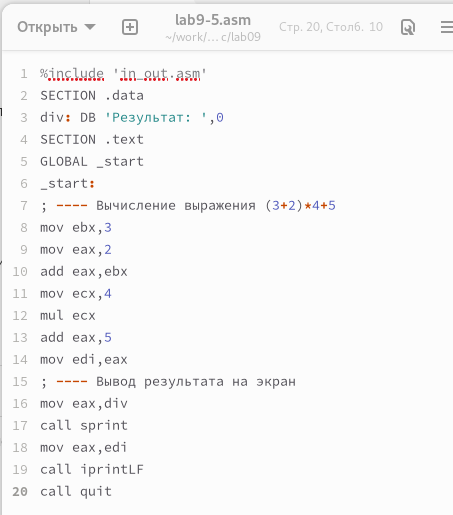 Открыть
lab9-5.asm
~/work/... c/lab09
Стр. 20, Столб. 10
1 %include 'in_out.asm'
2 SECTION .data
3 div: DB 'Результат: ',0
4 SECTION .text
5 GLOBAL _start
6 _start:
7 ; ---- Вычисление выражения (3+2)*4+5
8 mov ebx,3
9 mov eax,2
10 add eax,ebx
11 mov ecx,4
12 mul ecx
13 add eax,5
14 mov edi,eax
15 ; ---- Вывод результата на экран
16 mov eax,div
17 call sprint
18 mov eax,edi
19 call iprintLF
20 call quit